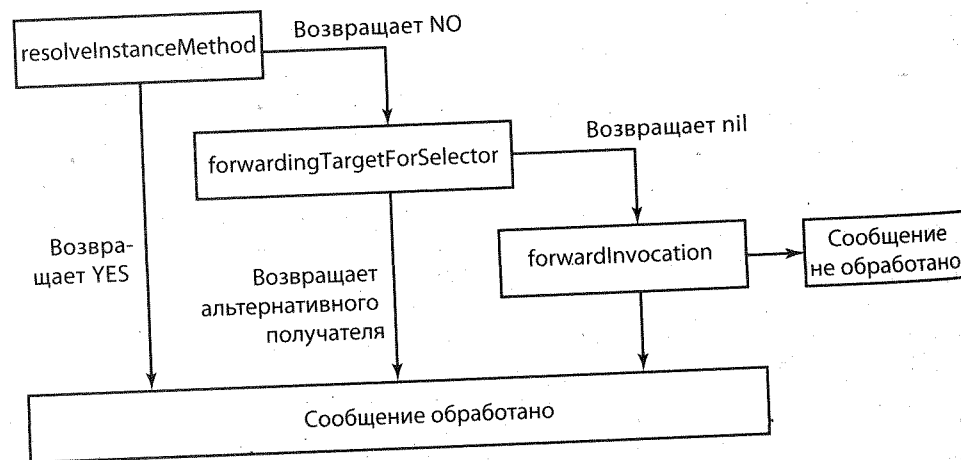 Возвращает NO
resolveInstanceMethod
Возвращает nil
forwardingTargetForSelector
Возвра-
щает YES
Возвращает
альтернативного
получателя
forwardInvocation
Сообщение
не обработано
Сообщение обработано